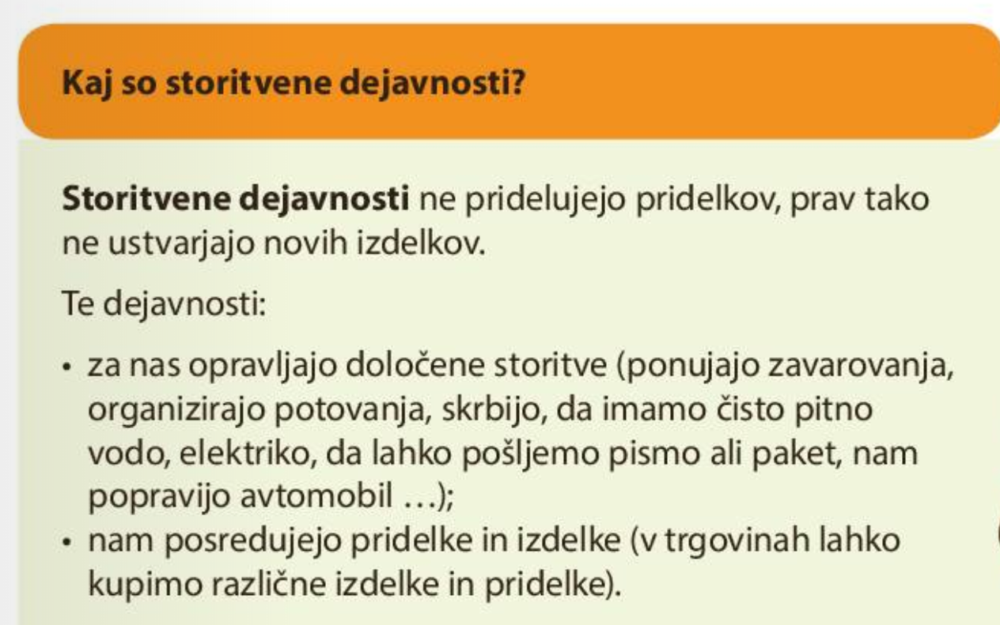 Kaj so storitvene dejavnosti?
Storitvene dejavnosti ne pridelujejo pridelkov, prav tako
ne ustvarjajo novih izdelkov.
Te dejavnosti:
• za nas opravljajo določene storitve (ponujajo zavarovanja,
organizirajo potovanja, skrbijo, da imamo čisto pitno
vodo, elektriko, da lahko pošljemo pismo ali paket, nam
popravijo avtomobil …);
• nam posredujejo pridelke in izdelke (v trgovinah lahko
kupimo različne izdelke in pridelke).